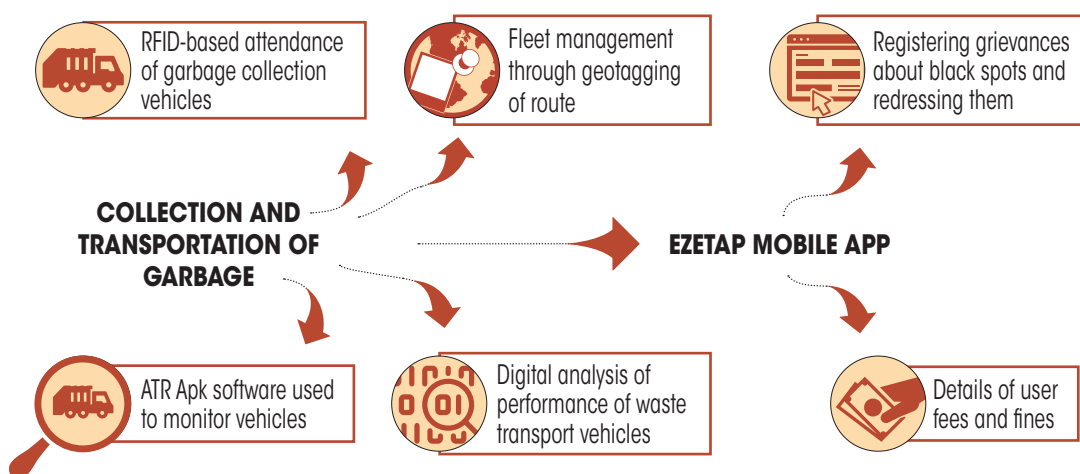 RFID-based attendance
of garbage collection
vehicles
Fleet management
through geotagging
of route
Registering grievances
about black spots and
redressing them
COLLECTION AND
TRANSPORTATION OF
GARBAGE
EZETAP MOBILE APP
ATR Apk software used
to monitor vehicles
Digital analysis of
performance of waste
transport vehicles
Details of user
fees and fines